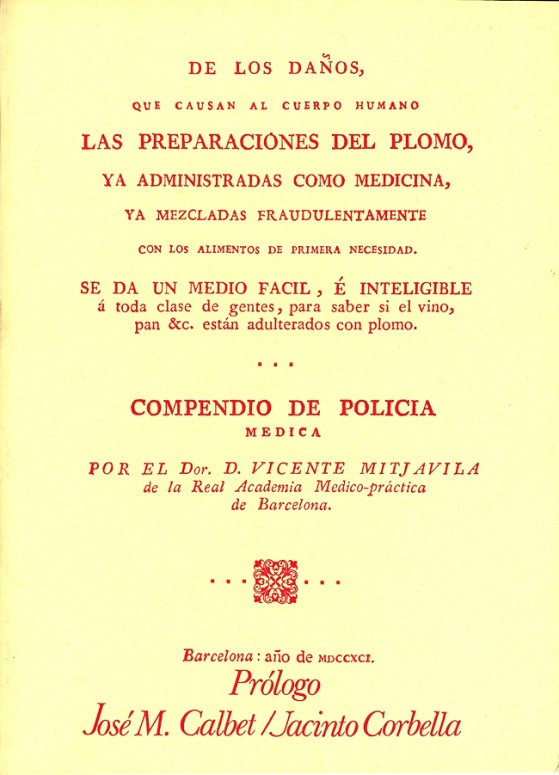 DE LOS DAÑOS,
QUE CAUSAN AL CUERPO HUMANO
LAS PREPARACIÓNES DEL PLOMO,
YA ADMINISTRADAS COMO MEDICINA,
YA MEZCLADAS FRAUDULENTAMENTE
CON LOS ALIMENTOS DE PRIMERA NECESIDAD.
SE DA UN MEDIO FACIL, É INTELIGIBLE
á toda clase de gentes, para saber si el vino,
pan &c. están adulterados con plomo.
COMPENDIO DE POLICIA
MEDICA
POR EL Dor. D. VICENTE MITJAVILA
de la Real Academia Medico-práctica
de Barcelona.
Barcelona: año de MDCCXCI.
Prólogo
José M. Calbet/Jacinto Corbella